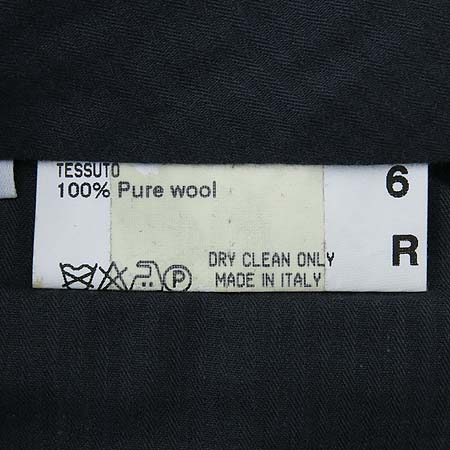 TESSUTO
100% Pure wool
6
R
DRY CLEAN ONLY
MADE IN ITALY
P